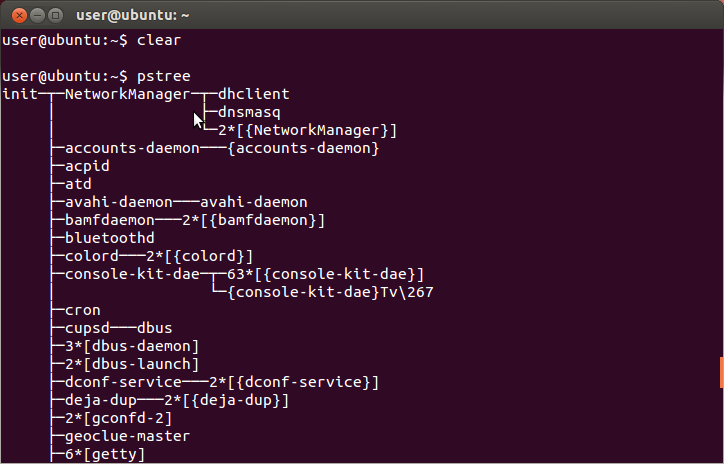 user@ubuntu: ~
user@ubuntu:~$ clear
user@ubuntu:~$ pstree
init─┬─NetworkManager─┬─dhclient
     │                ├─dnsmasq
     │                └─2*[{NetworkManager}]
     ├─accounts-daemon───{accounts-daemon}
     ├─acpid
     ├─atd
     ├─avahi-daemon───avahi-daemon
     ├─bamfdaemon───2*[{bamfdaemon}]
     ├─bluetoothd
     ├─colord───2*[{colord}]
     ├─console-kit-dae─┬─63*[{console-kit-dae}]
     │                 └─{console-kit-dae}Tv\267
     ├─cron
     ├─cupsd───dbus
     ├─3*[dbus-daemon]
     ├─2*[dbus-launch]
     ├─dconf-service───2*[{dconf-service}]
     ├─deja-dup───2*[{deja-dup}]
     ├─2*[gconfd-2]
     ├─geoclue-master
     ├─6*[getty]